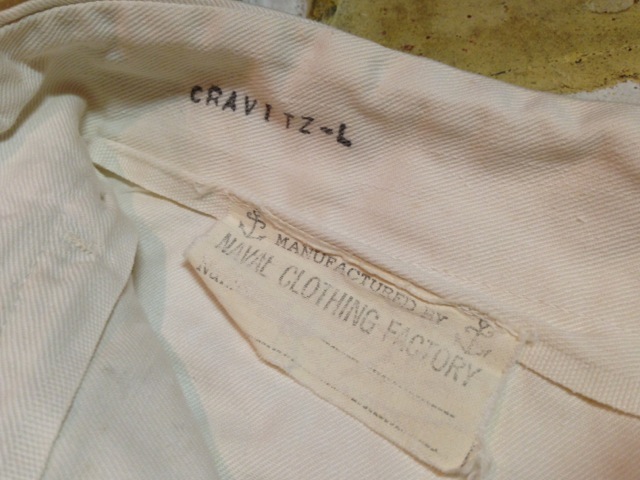 CRAVITZ-L
MANUFACTURED BY
NAVAL CLOTHING FACTORY